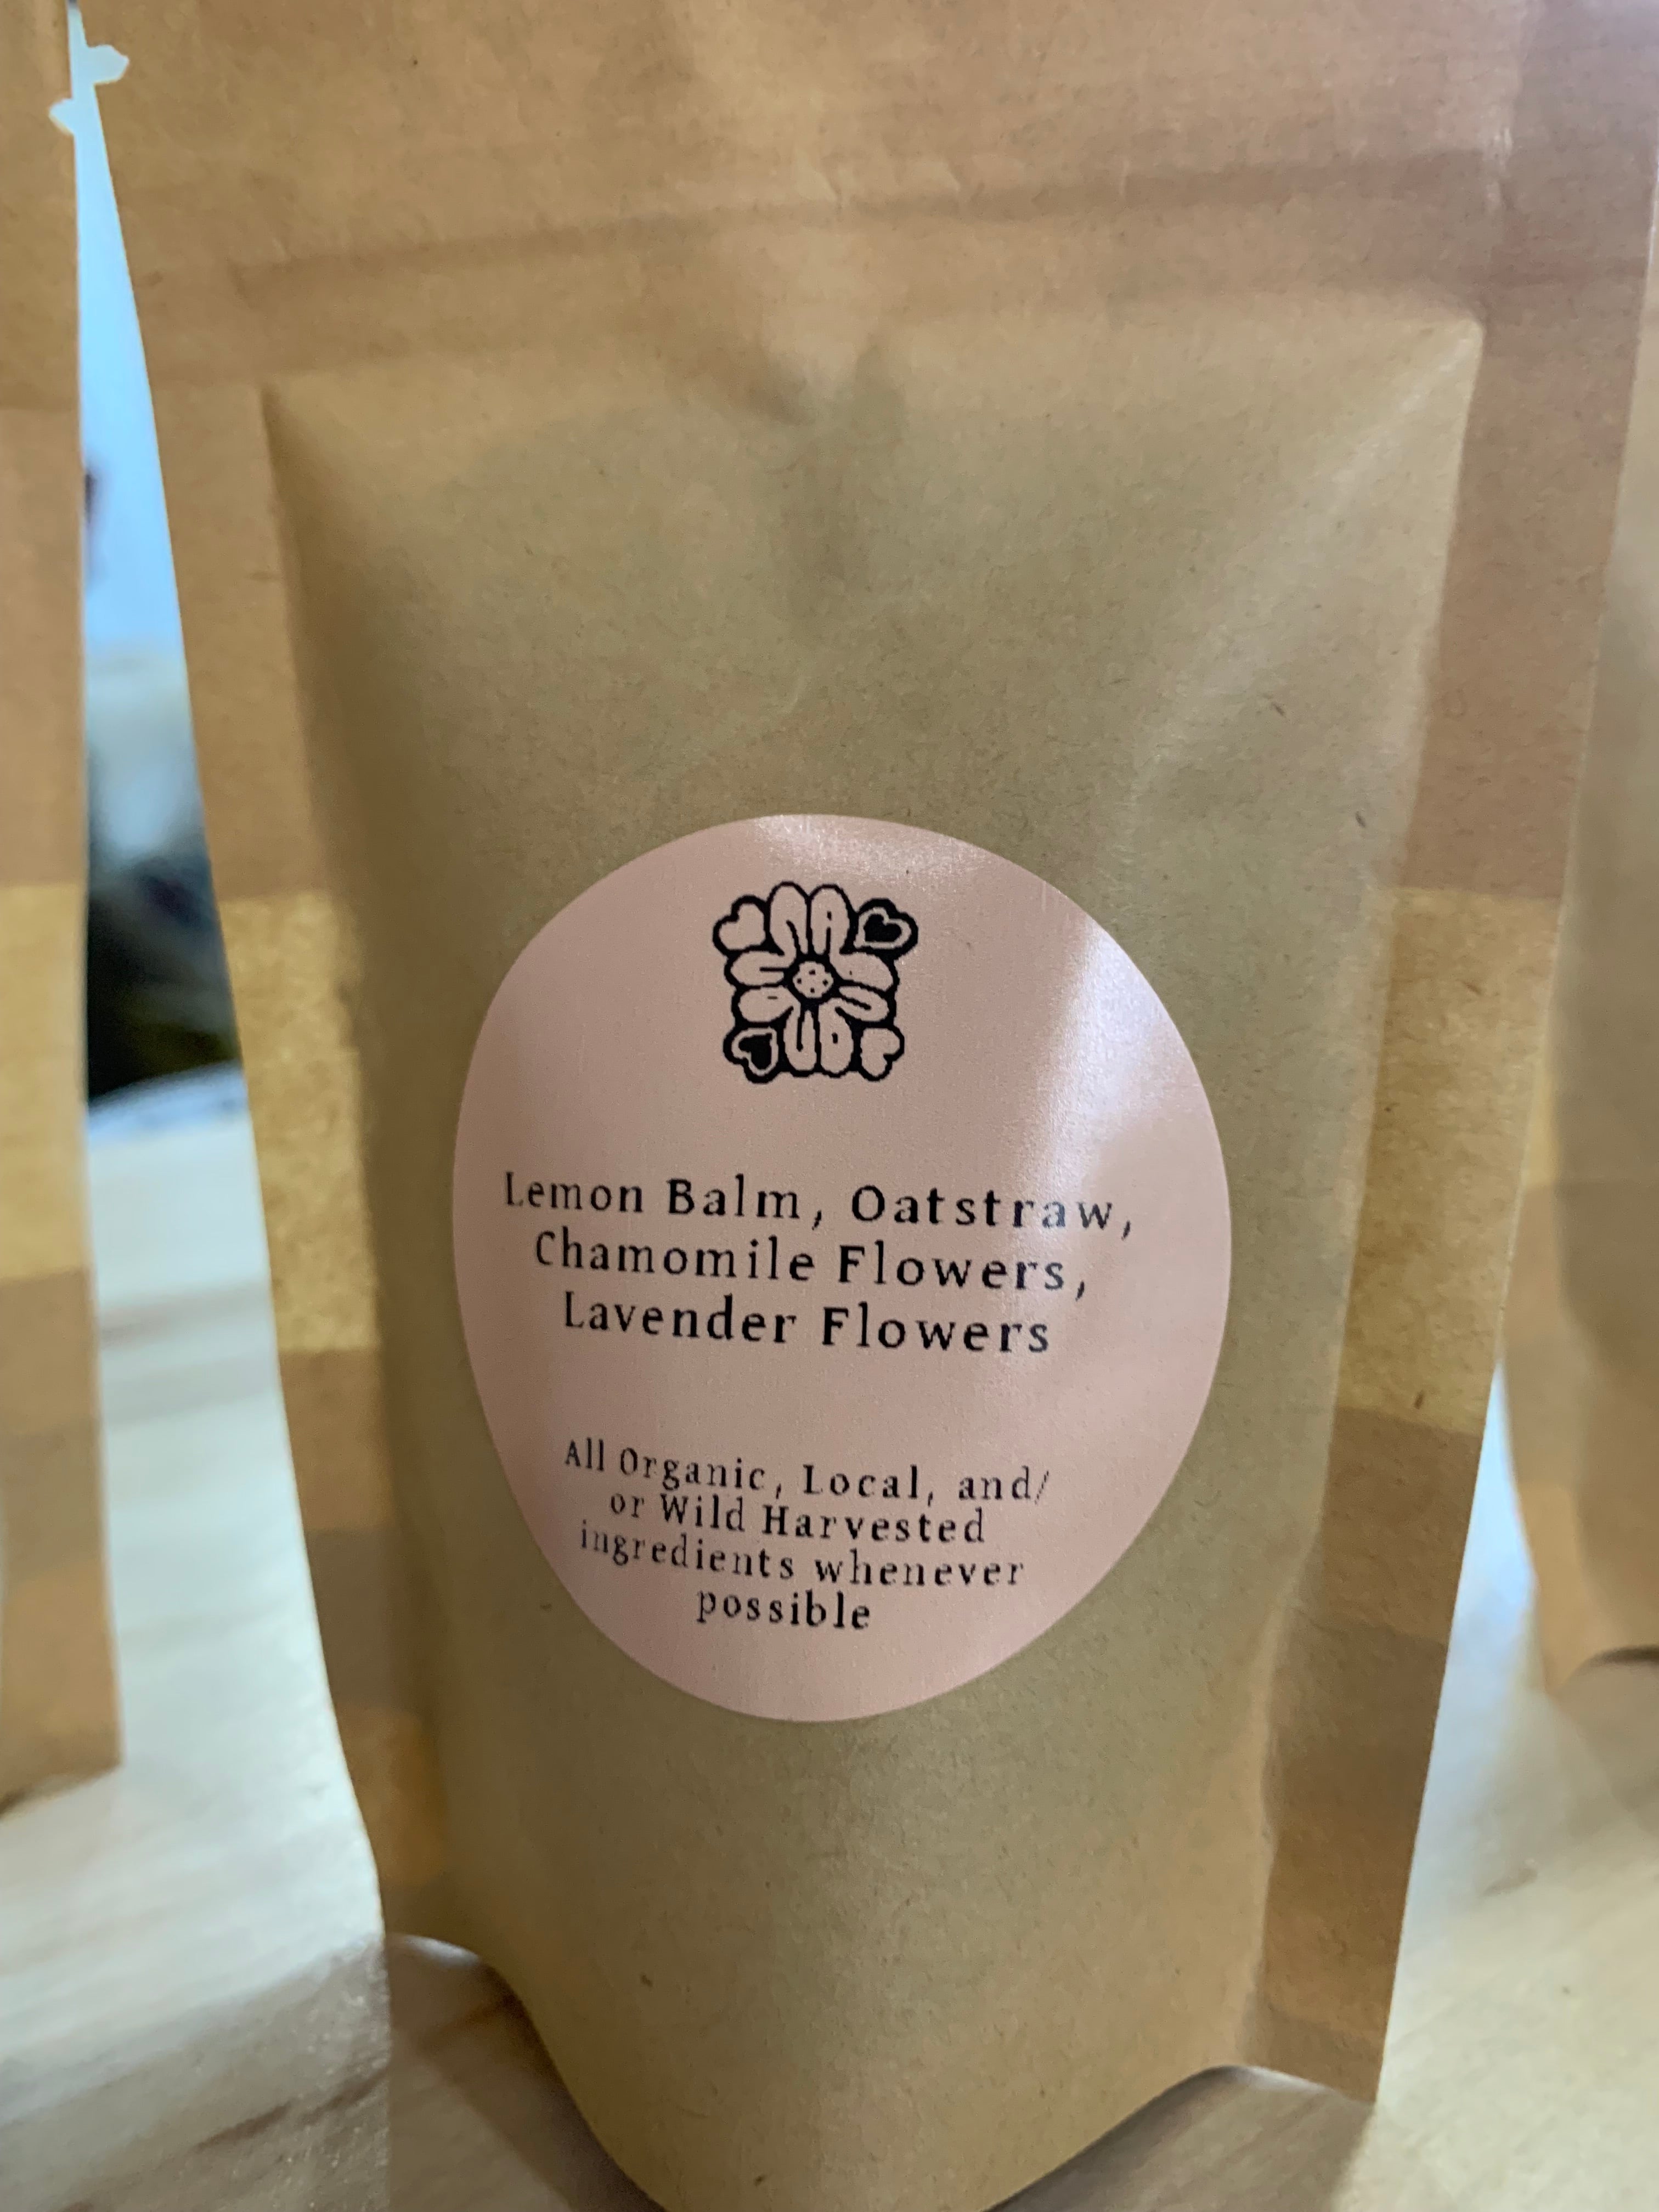 Lemon Balm, Oatstraw,
Chamomile Flowers,
Lavender Flowers
All Organic, Local, and/
or Wild Harvested
ingredients whenever
possible